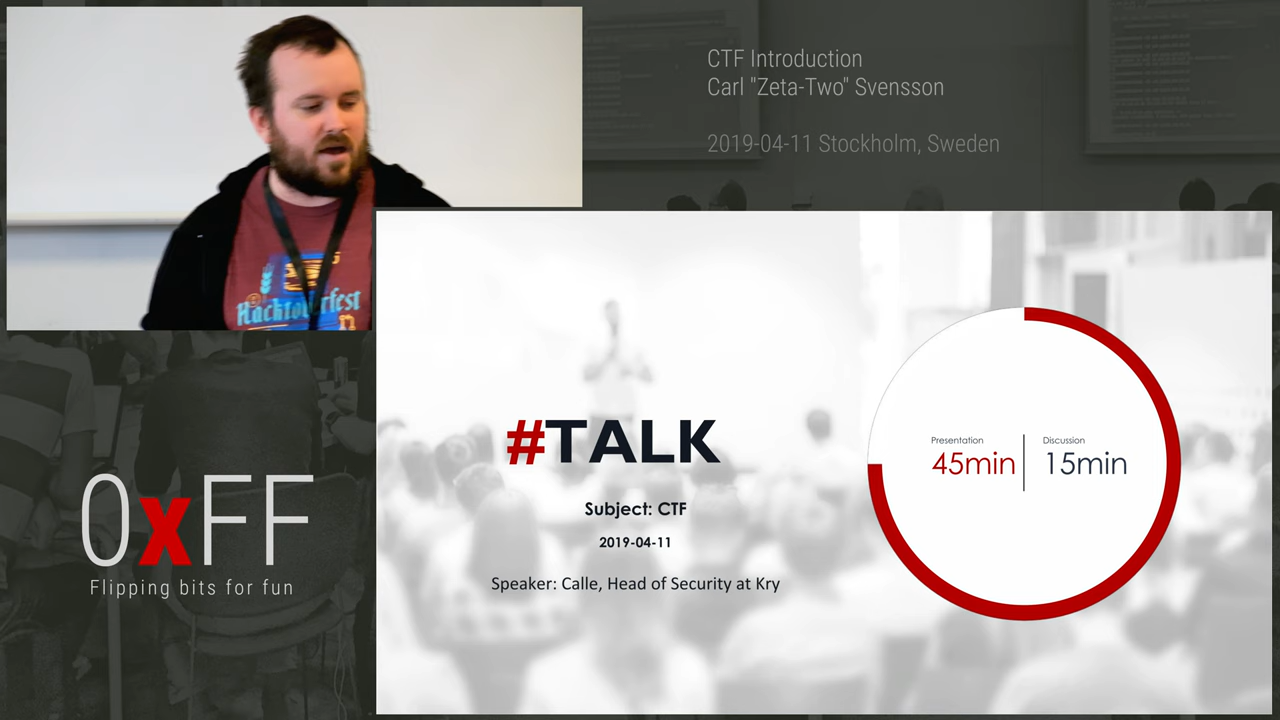 CTF Introduction
Carl "Zeta-Two" Svensson
2019-04-11 Stockholm, Sweden
Hacktoberfest
#TALK
Subject: CTF
2019-04-11
Speaker: Calle, Head of Security at Kry
Presentation
45min
Discussion
15min
0xFF
Flipping bits for fun